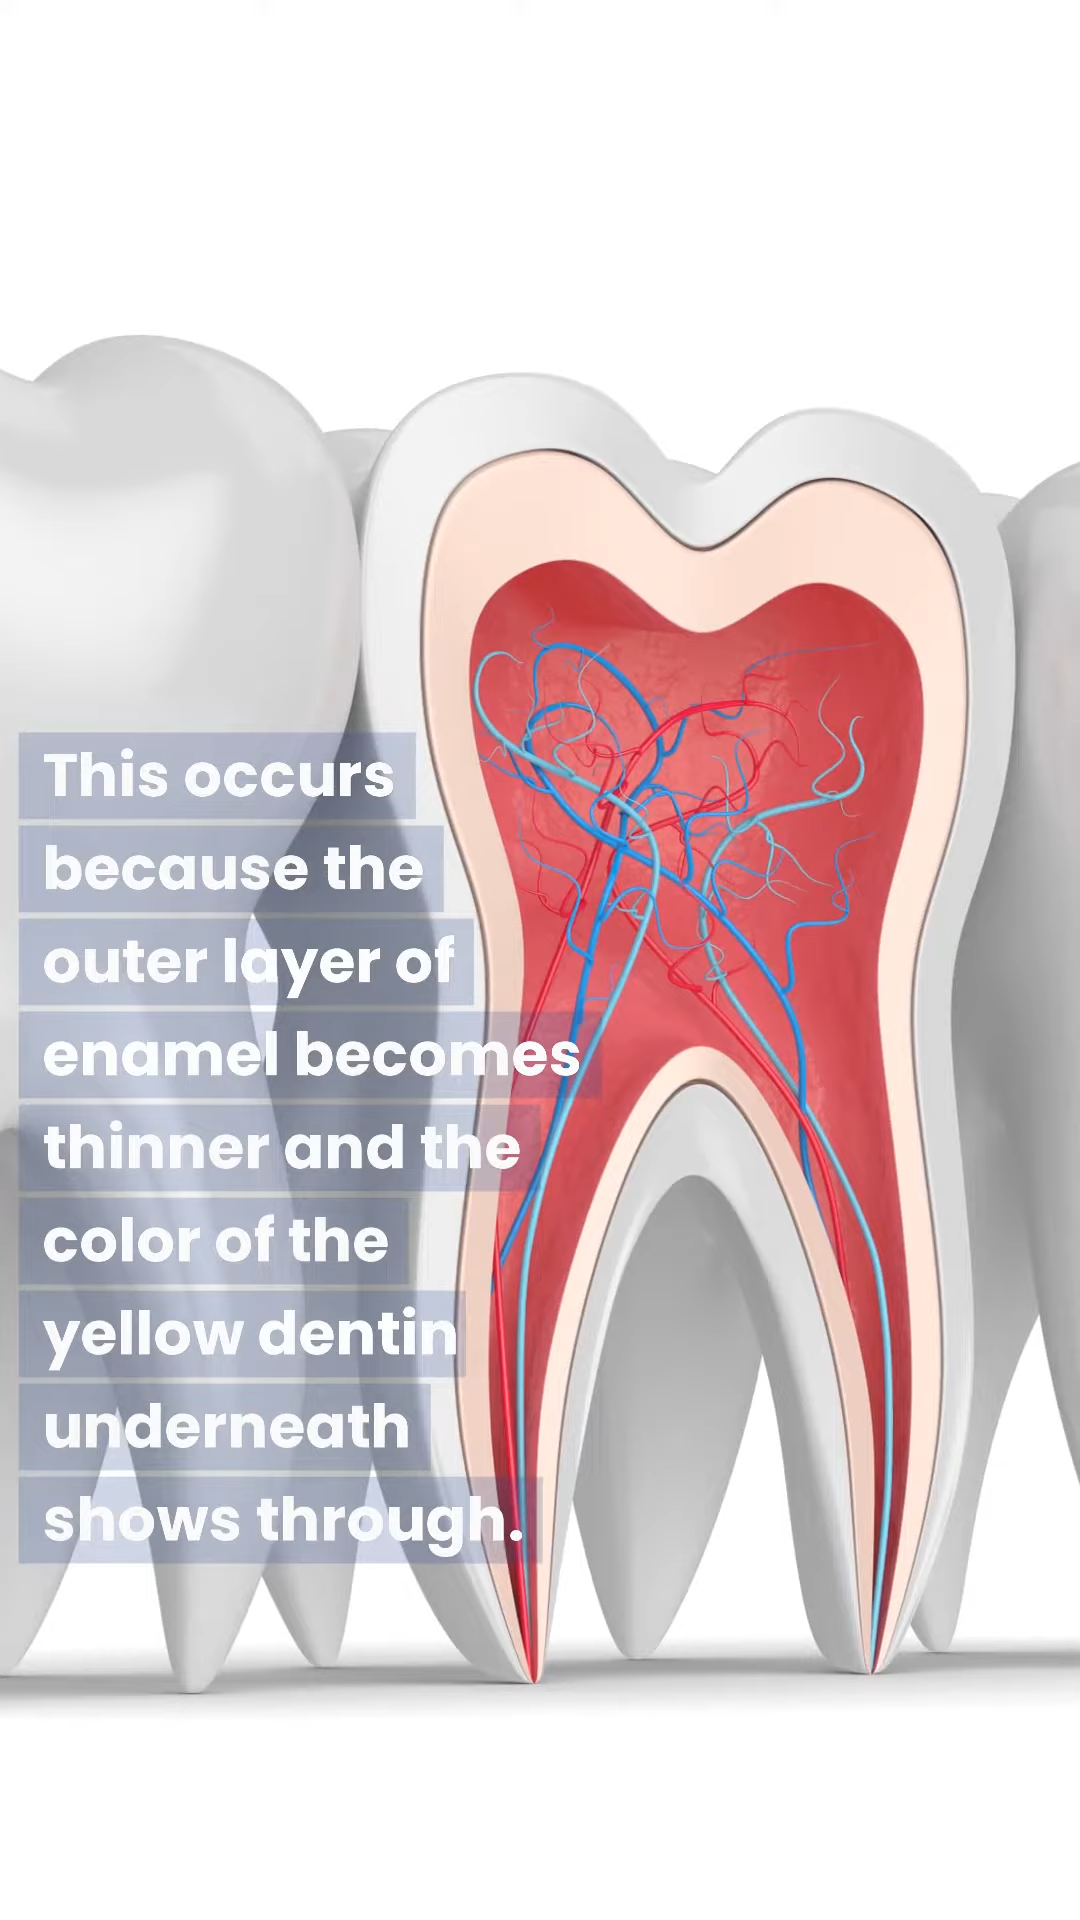 This occurs
because the
outer layer of
enamel becomes
thinner and the
color of the
yellow dentin
underneath
shows through.